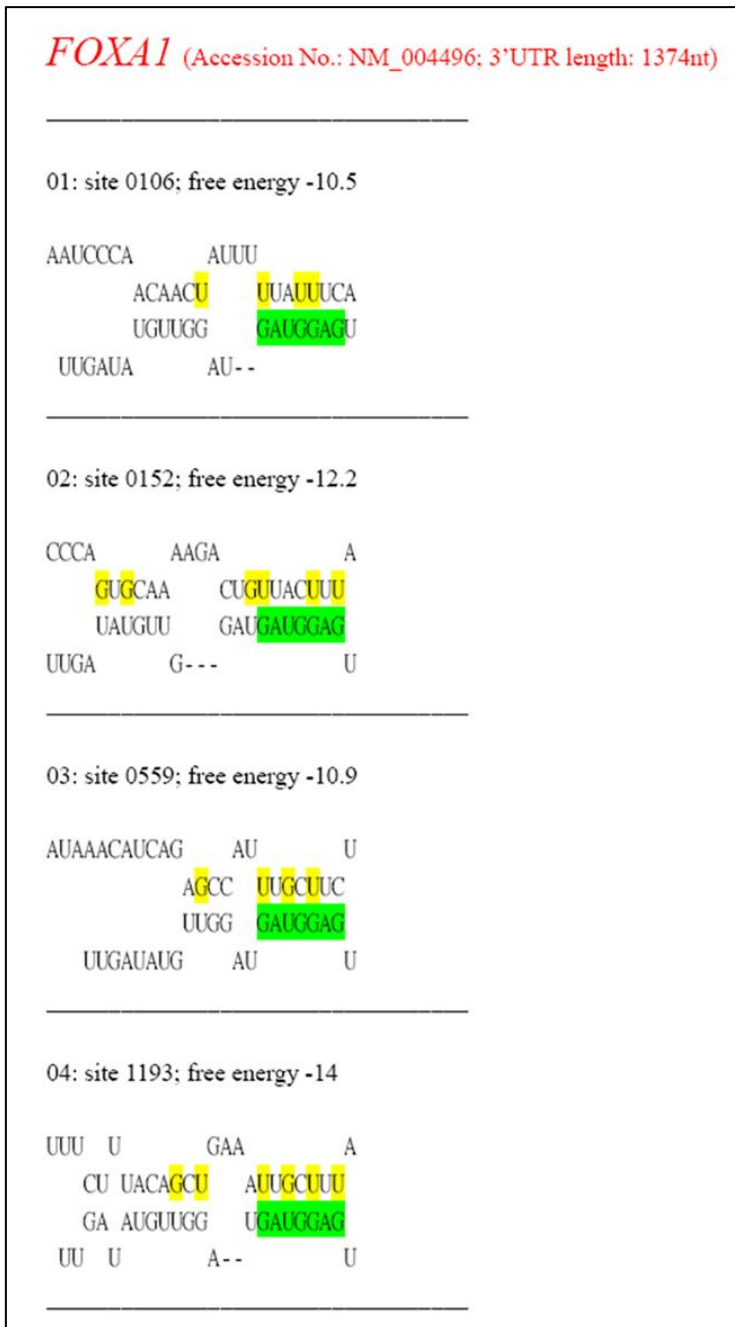 FOXA1 (Accession No.: NM_004496; 3’UTR length: 1374nt)
01: site 0106; free energy -10.5
AAUCCCA AUUU
ACAACU UUAUUUCA
UGUUGG GAUGGAGU
UUGAUA AU--
02: site 0152; free energy -12.2
CCCA AAGA A
GUGCAA CUGUUACUUU
UAUGUU GAUGAUGGAG
UUGA G--- U
03: site 0559; free energy -10.9
AUAAACAUCAG AU U
AGCC UUGCUUC
UUGG GAUGGAG
UUGAUAUG AU U
04: site 1193; free energy -14
UUU U GAA A
CU UACAGCU AUUGCUUU
GA AUGUUGG UGAUGGAG
UU U A-- U